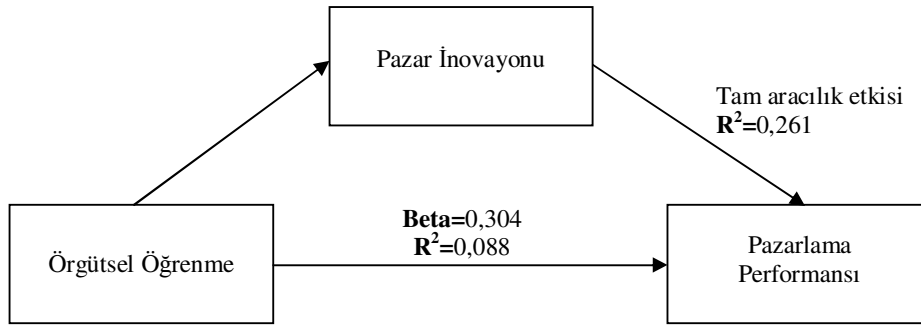 Pazar İnovayonu
Tam aracılık etkisi
R²=0,261
Beta=0,304
R²=0,088
Örgütsel Öğrenme
Pazarlama
Performansı